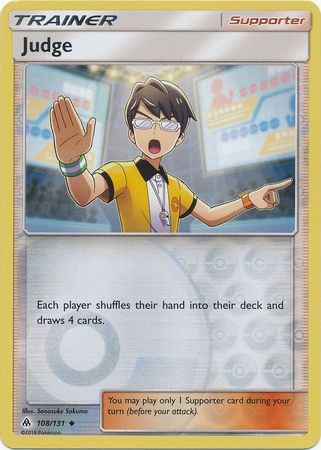 TRAINER Supporter
Judge
Each player shuffles their hand into their deck and
draws 4 cards.
Illus. Sanosuke Sakuma
108/131
©2018 Pokémon
You may play only 1 Supporter card during your
turn (before your attack).